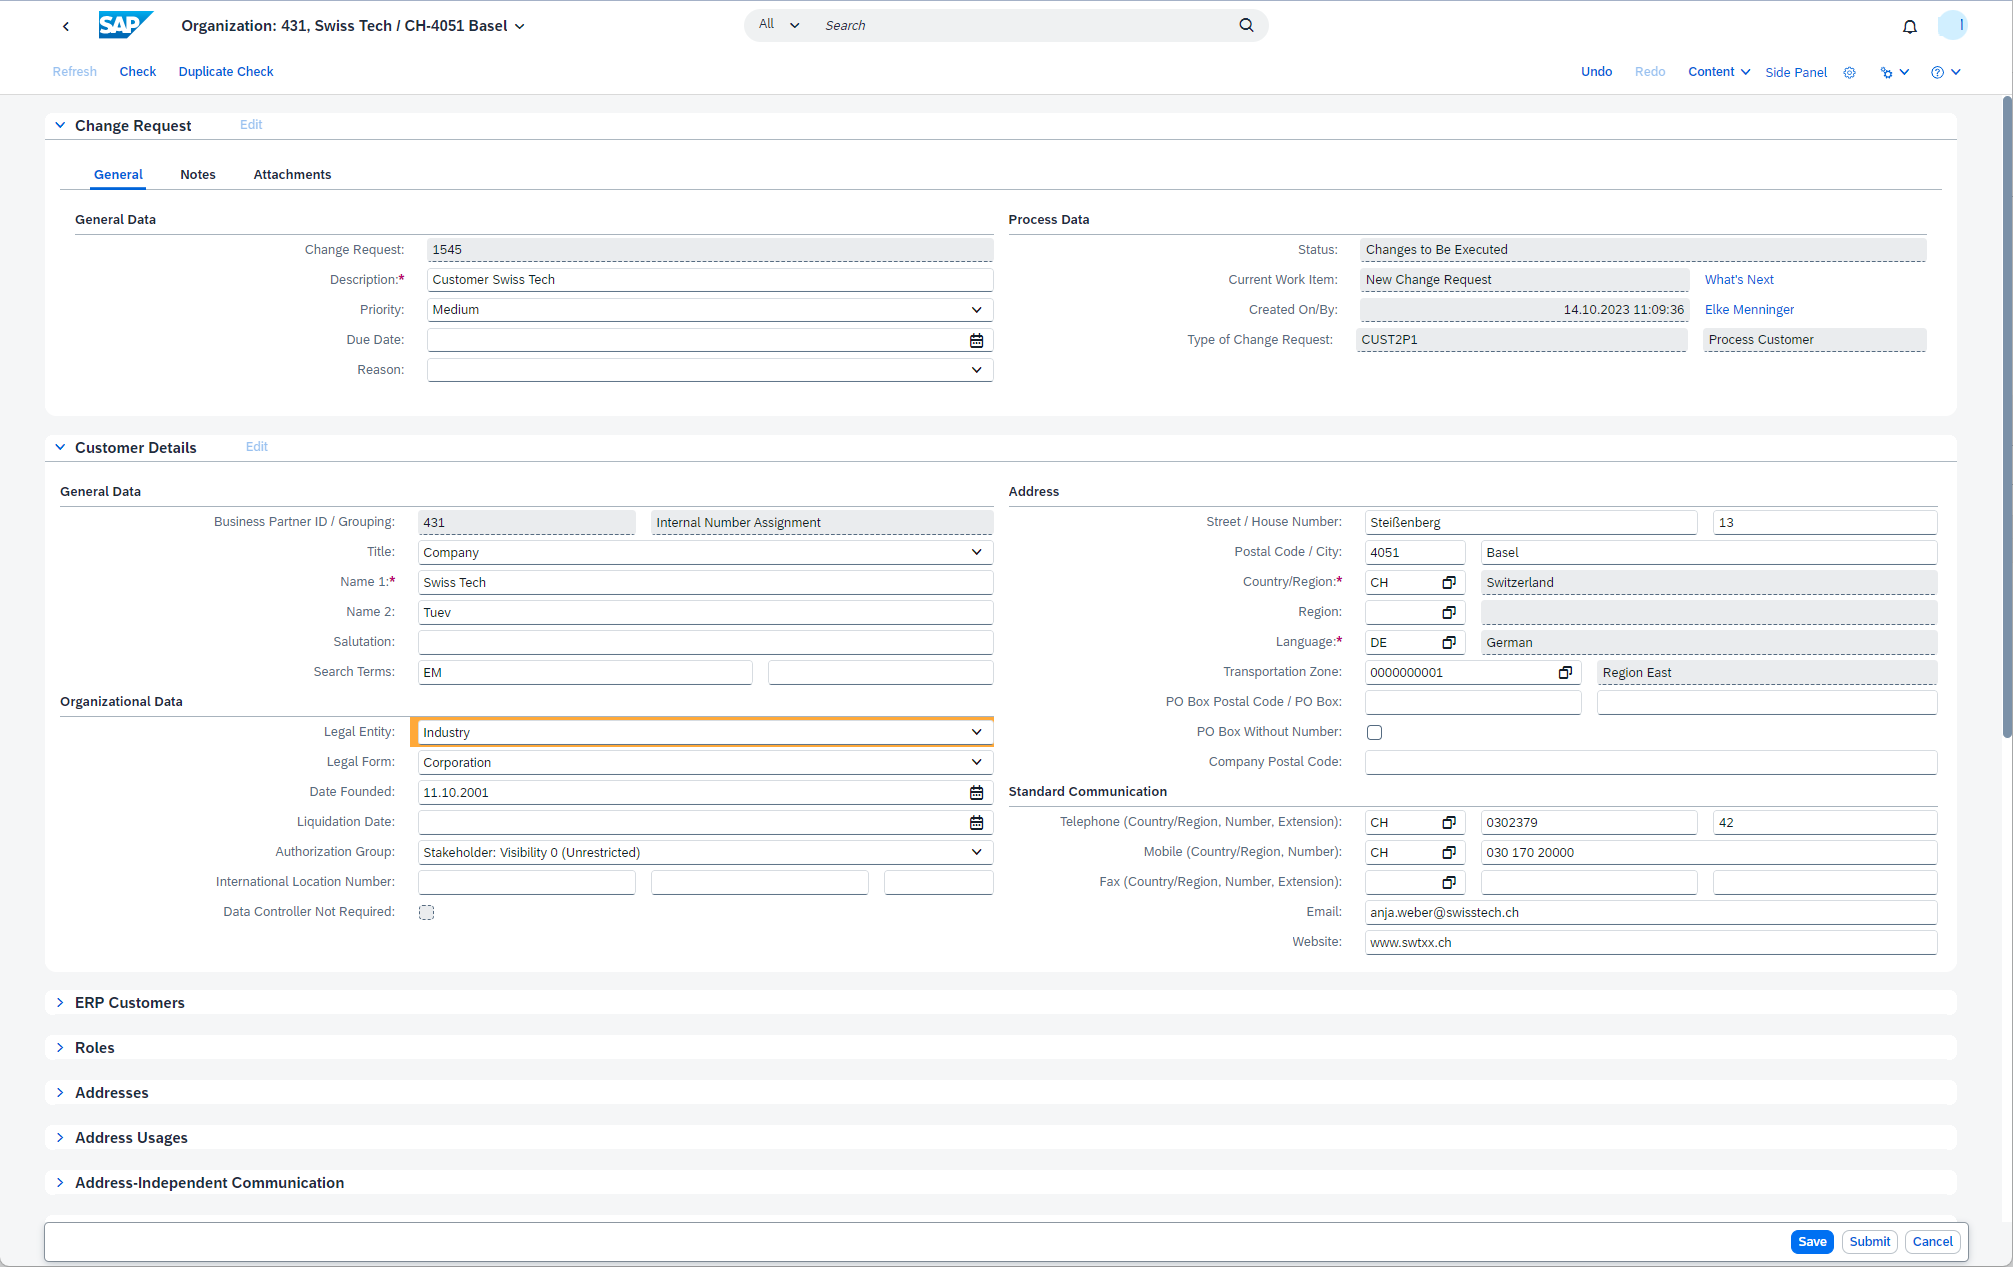 SAP Organization: 431, Swiss Tech / CH-4051 Basel All Search
Refresh Check Duplicate Check Undo Redo Content Side Panel
Change Request Edit
General Notes Attachments
General Data
Change Request: 1545
Description:* Customer Swiss Tech
Priority: Medium
Due Date:
Reason:
Process Data
Status: Changes to Be Executed
Current Work Item: New Change Request What's Next
Created On/By: 14.10.2023 11:09:36 Elke Menninger
Type of Change Request: CUST2P1 Process Customer
Customer Details Edit
General Data
Business Partner ID / Grouping: 431 Internal Number Assignment
Title: Company
Name 1:* Swiss Tech
Name 2: Tuev
Salutation:
Search Terms: EM
Organizational Data
Legal Entity: Industry
Legal Form: Corporation
Date Founded: 11.10.2001
Liquidation Date:
Authorization Group: Stakeholder: Visibility 0 (Unrestricted)
International Location Number:
Data Controller Not Required:
Address
Street / House Number: Steißenberg 13
Postal Code / City: 4051 Basel
Country/Region:* CH Switzerland
Region:
Language:* DE German
Transportation Zone: 0000000001 Region East
PO Box Postal Code / PO Box:
PO Box Without Number:
Company Postal Code:
Standard Communication
Telephone (Country/Region, Number, Extension): CH 0302379 42
Mobile (Country/Region, Number): CH 030 170 20000
Fax (Country/Region, Number, Extension):
Email: anja.weber@swisstech.ch
Website: www.swtxx.ch
ERP Customers
Roles
Addresses
Address Usages
Address-Independent Communication
Save Submit Cancel